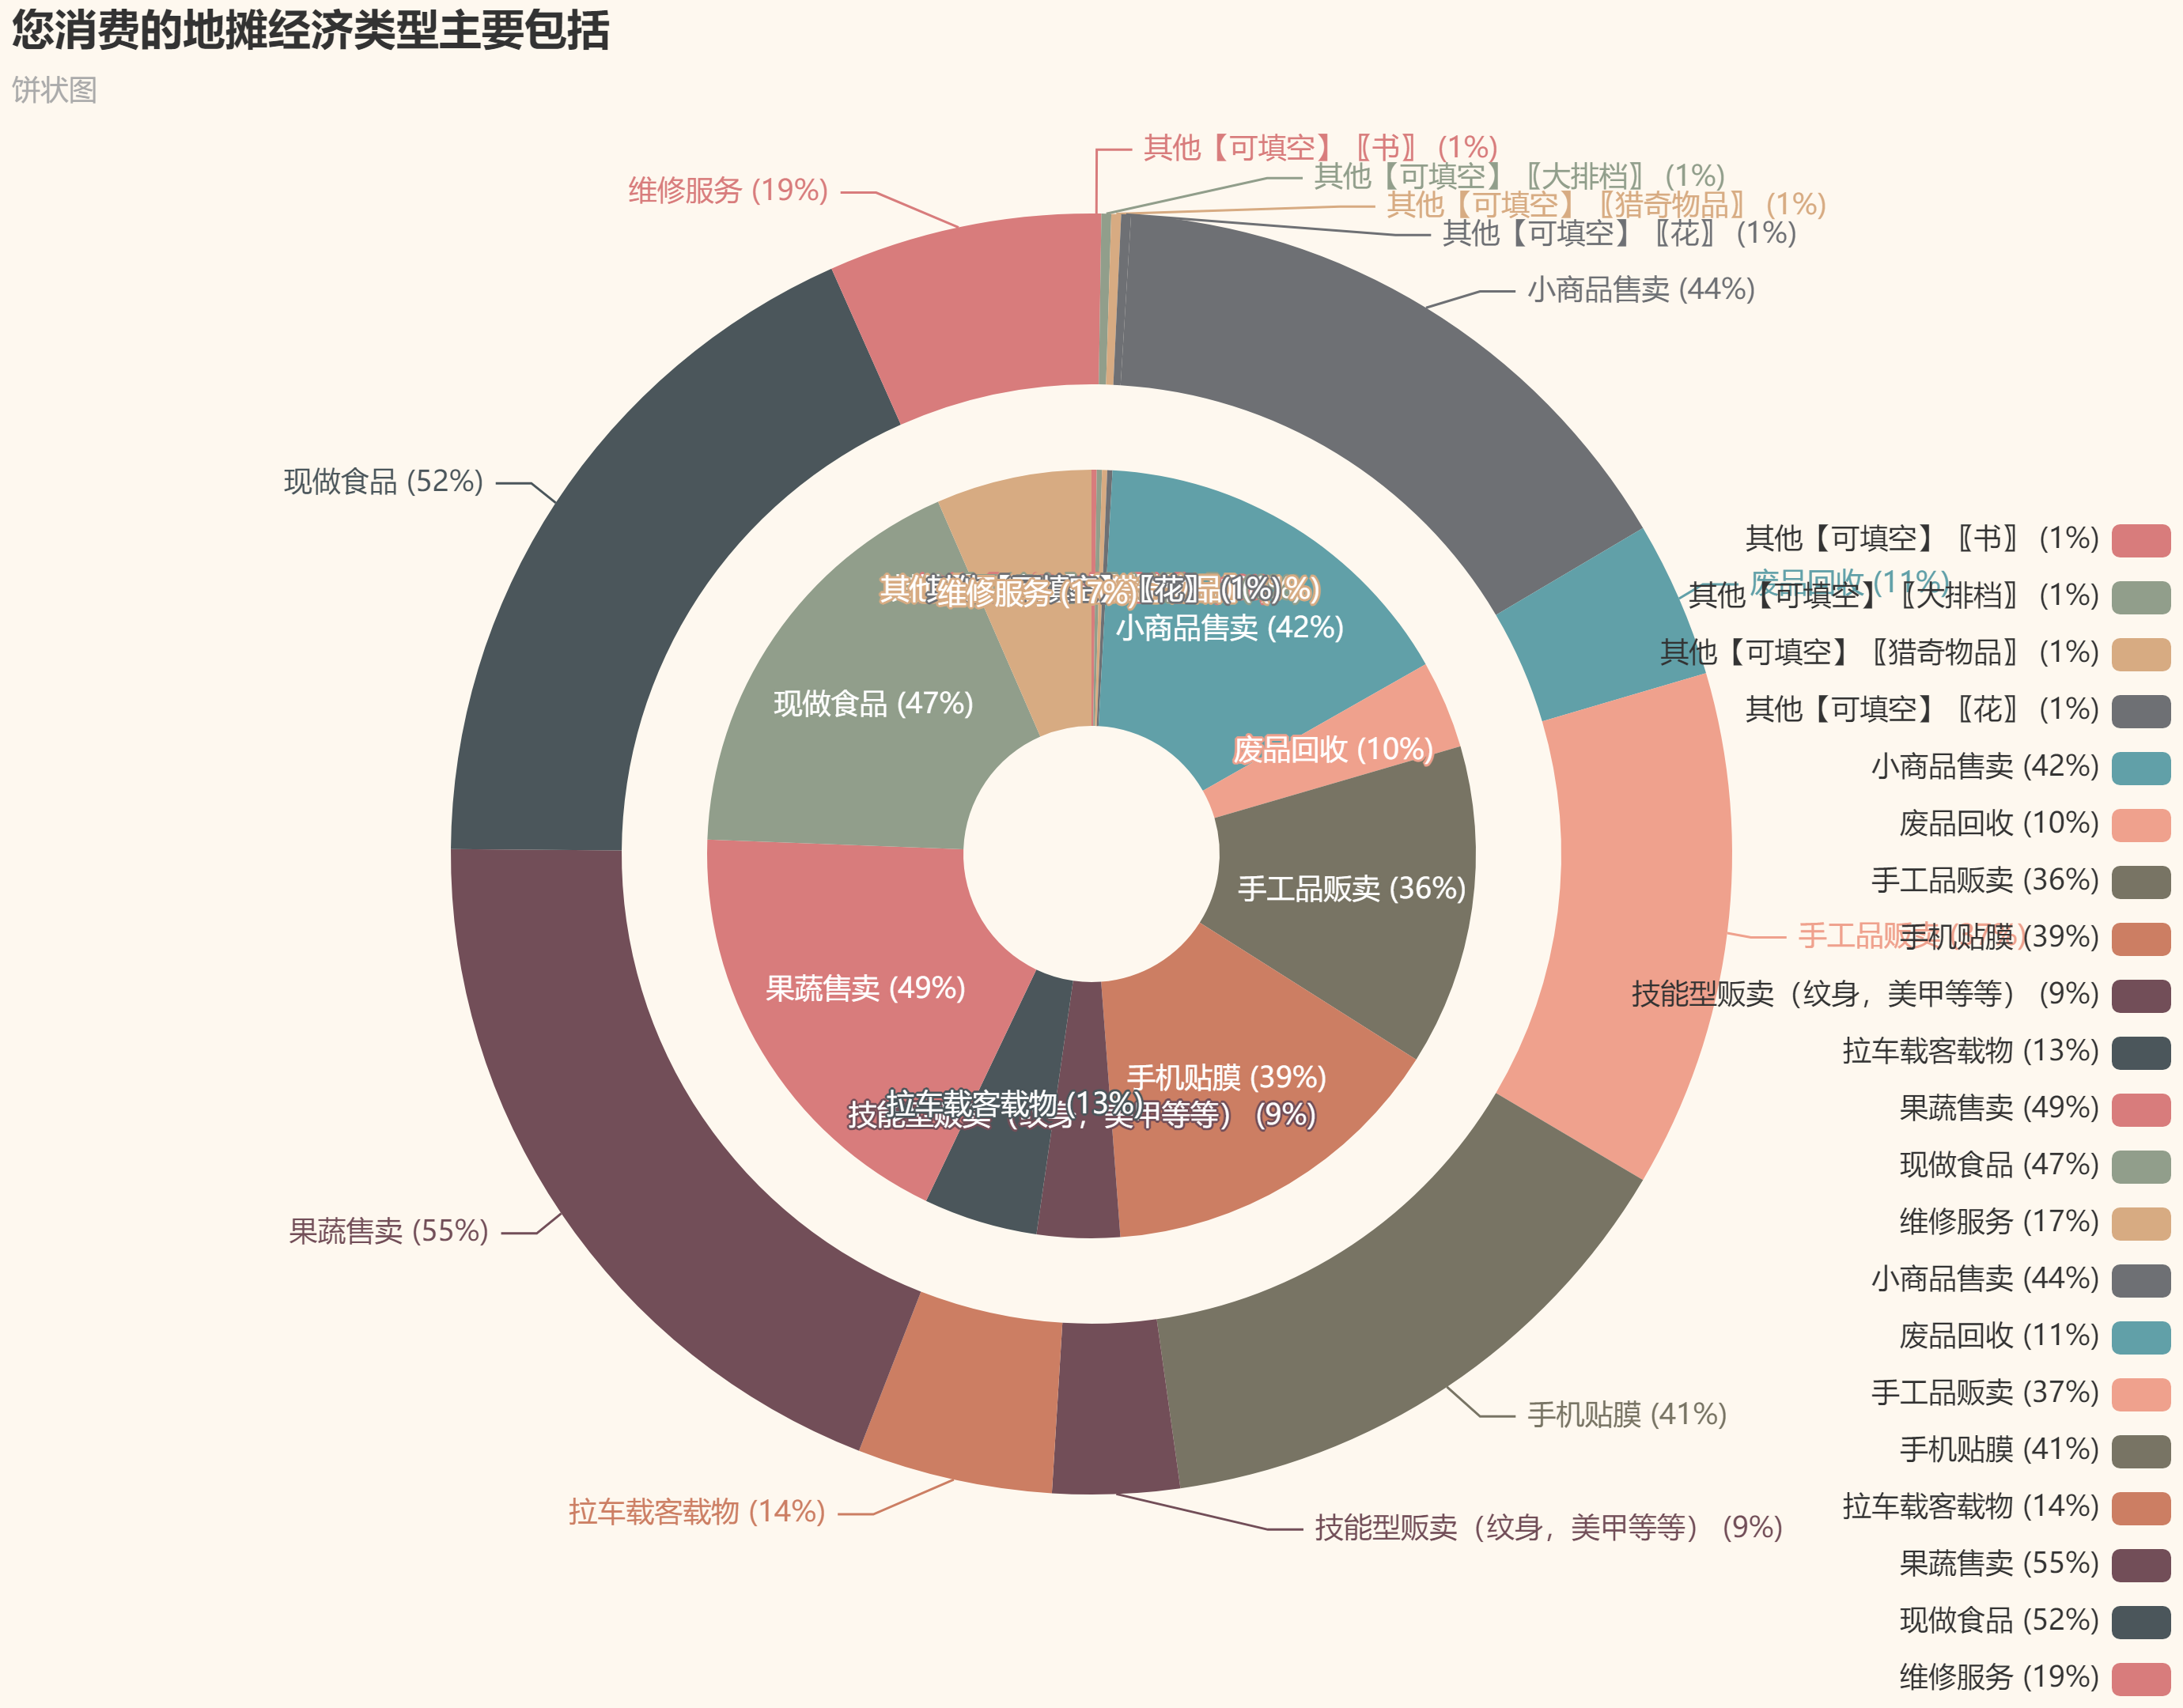 您消费的地摊经济类型主要包括
饼状图
其他【可填空】〖书〗 (1%)
其他【可填空】〖大排档〗 (1%)
其他【可填空】〖猎奇物品〗 (1%)
其他【可填空】〖花〗 (1%)
小商品售卖 (44%)
废品回收 (11%)
手工品贩卖 (37%)
手机贴膜 (41%)
技能型贩卖（纹身，美甲等等） (9%)
拉车载客载物 (14%)
果蔬售卖 (55%)
现做食品 (52%)
维修服务 (19%)
〖花〗 (1%)
维修服务 (17%)
小商品售卖 (42%)
废品回收 (10%)
手工品贩卖 (36%)
手机贴膜 (39%)
技能型贩卖（纹身，美甲等等） (9%)
拉车载客载物 (13%)
果蔬售卖 (49%)
现做食品 (47%)
其他【可填空】〖书〗 (1%)
其他【可填空】〖大排档〗 (1%)
其他【可填空】〖猎奇物品〗 (1%)
其他【可填空】〖花〗 (1%)
小商品售卖 (42%)
废品回收 (10%)
手工品贩卖 (36%)
手机贴膜 (39%)
技能型贩卖（纹身，美甲等等） (9%)
拉车载客载物 (13%)
果蔬售卖 (49%)
现做食品 (47%)
维修服务 (17%)
小商品售卖 (44%)
废品回收 (11%)
手工品贩卖 (37%)
手机贴膜 (41%)
拉车载客载物 (14%)
果蔬售卖 (55%)
现做食品 (52%)
维修服务 (19%)